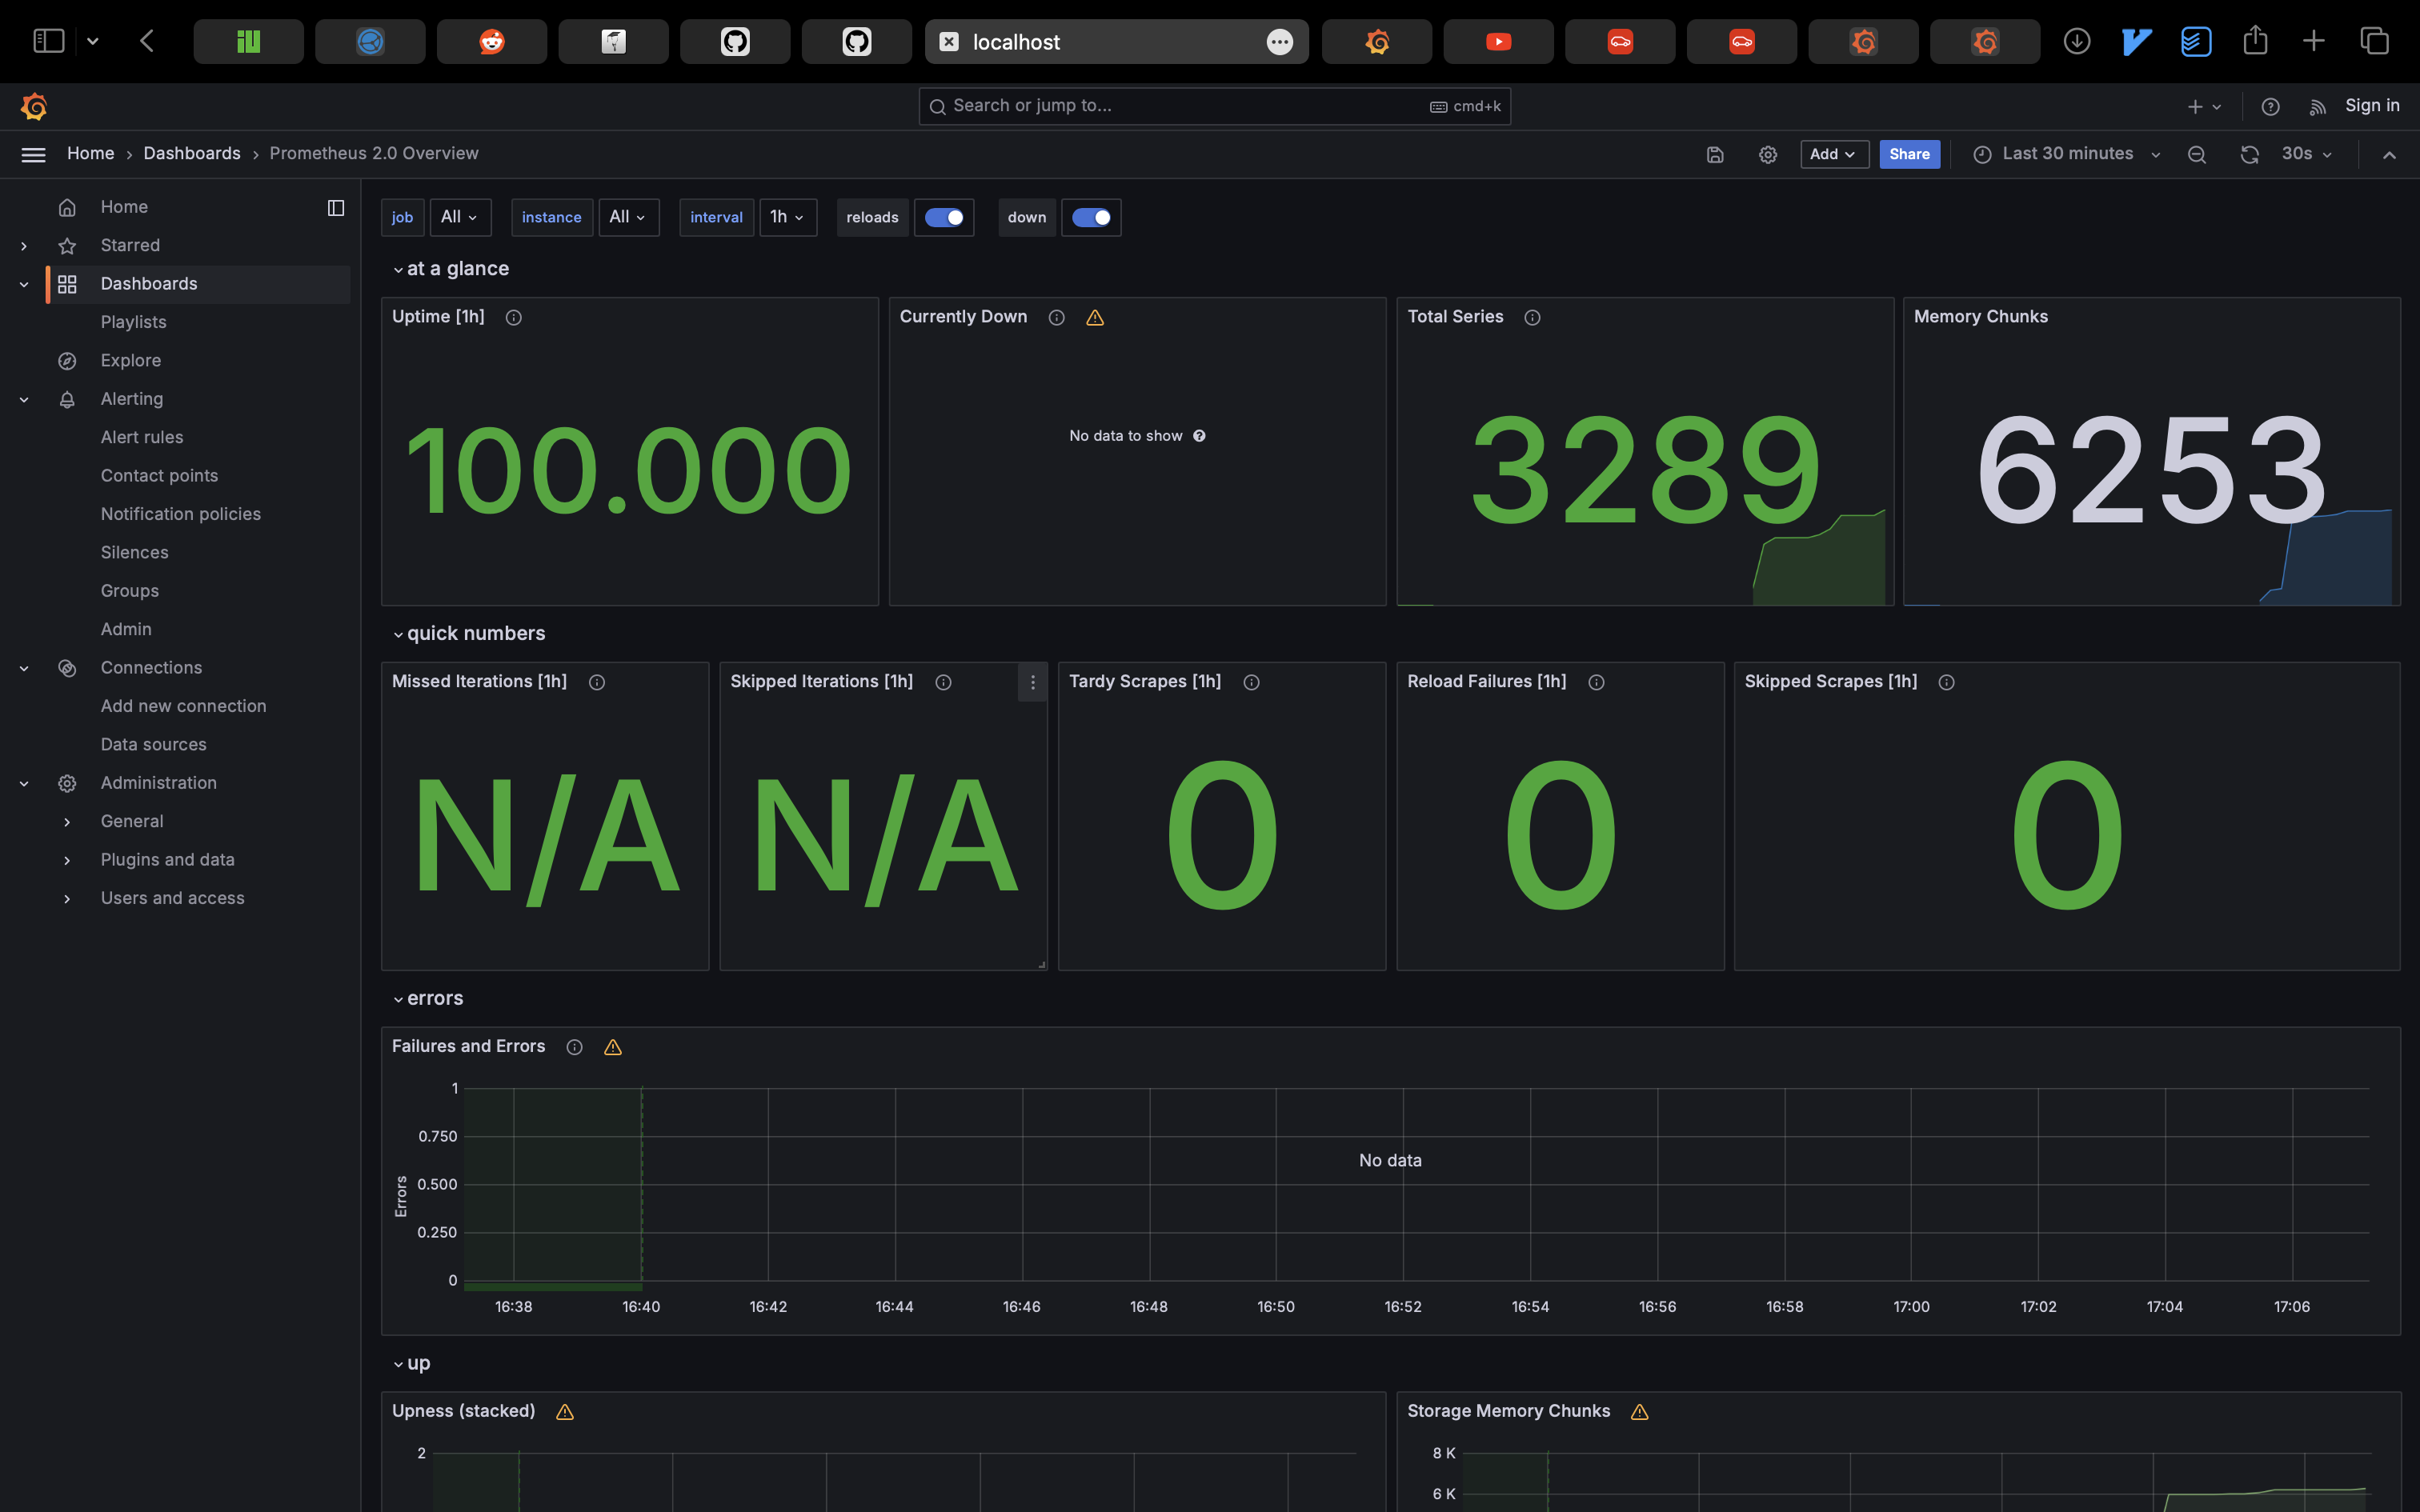 localhost
Search or jump to...
cmd+k
Sign in
Home › Dashboards › Prometheus 2.0 Overview
Add
Share
Last 30 minutes
30s
Home
Starred
Dashboards
Playlists
Explore
Alerting
Alert rules
Contact points
Notification policies
Silences
Groups
Admin
Connections
Add new connection
Data sources
Administration
General
Plugins and data
Users and access
job All instance All interval 1h reloads down
at a glance
Uptime [1h]
100.000
Currently Down
No data to show
Total Series
3289
Memory Chunks
6253
quick numbers
Missed Iterations [1h]
N/A
Skipped Iterations [1h]
N/A
Tardy Scrapes [1h]
0
Reload Failures [1h]
0
Skipped Scrapes [1h]
0
errors
Failures and Errors
Errors
1
0.750
0.500
0.250
0
No data
16:38 16:40 16:42 16:44 16:46 16:48 16:50 16:52 16:54 16:56 16:58 17:00 17:02 17:04 17:06
up
Upness (stacked)
2
Storage Memory Chunks
8 K
6 K